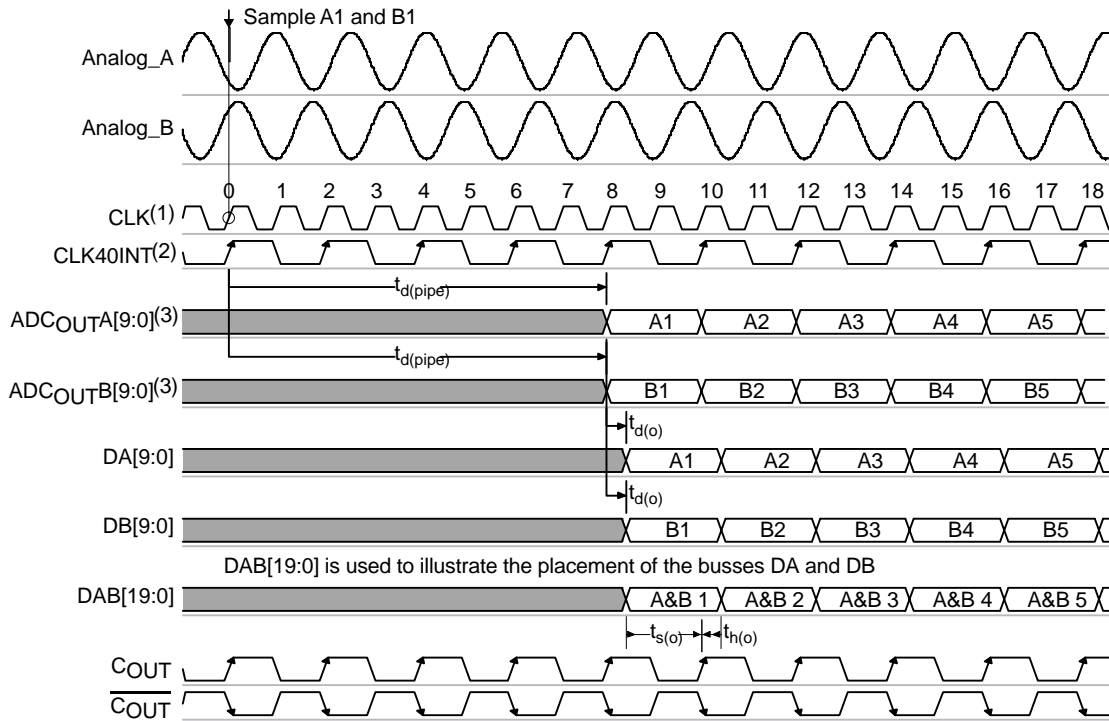 Sample A1 and B1
Analog_A
Analog_B
0 1 2 3 4 5 6 7 8 9 10 11 12 13 14 15 16 17 18
CLK(1)
CLK40INT(2)
td(pipe)
ADCOUTA[9:0](3) A1 A2 A3 A4 A5
td(pipe)
ADCOUTB[9:0](3) B1 B2 B3 B4 B5
td(o)
DA[9:0] A1 A2 A3 A4 A5
td(o)
DB[9:0] B1 B2 B3 B4 B5
DAB[19:0] is used to illustrate the placement of the busses DA and DB
DAB[19:0] A&B 1 A&B 2 A&B 3 A&B 4 A&B 5
ts(o) th(o)
COUT
COUT